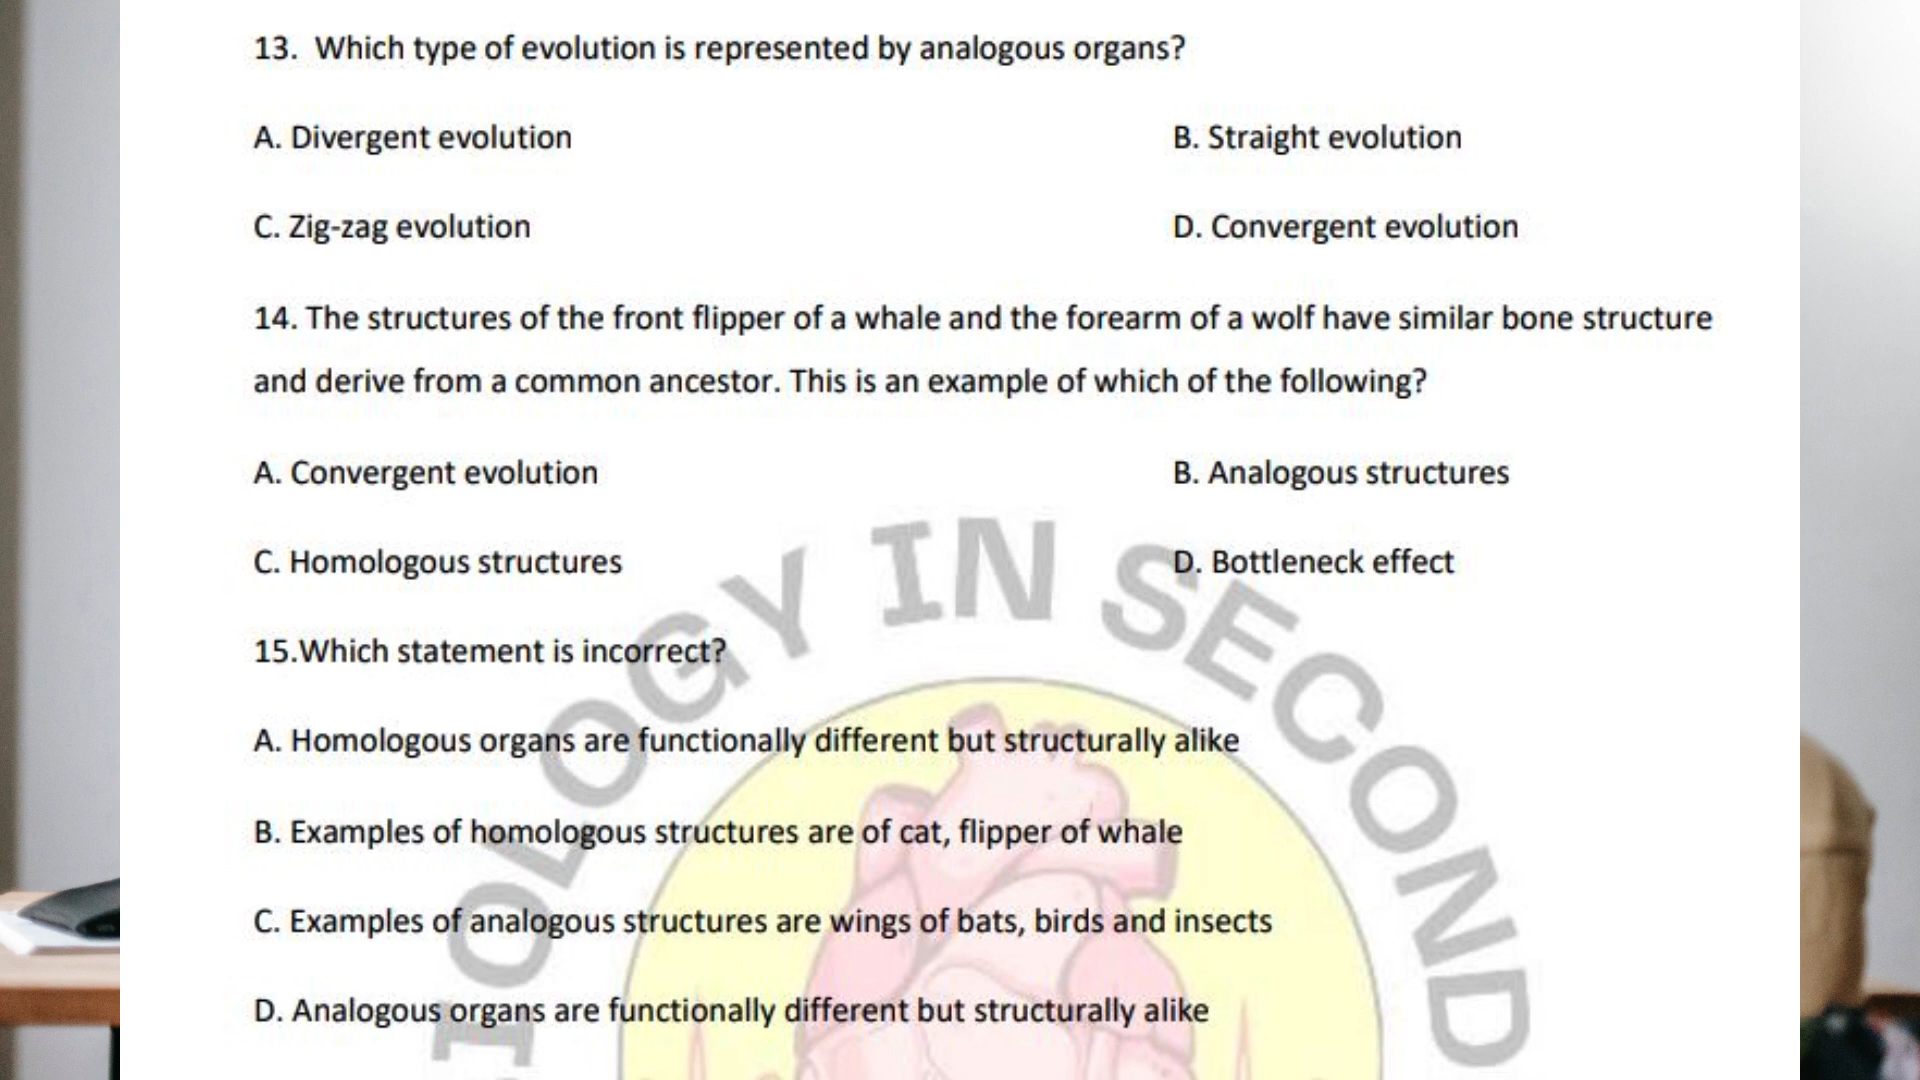 13. Which type of evolution is represented by analogous organs?
A. Divergent evolution
B. Straight evolution
C. Zig-zag evolution
D. Convergent evolution
14. The structures of the front flipper of a whale and the forearm of a wolf have similar bone structure
and derive from a common ancestor. This is an example of which of the following?
A. Convergent evolution
B. Analogous structures
C. Homologous structures
D. Bottleneck effect
15.Which statement is incorrect?
A. Homologous organs are functionally different but structurally alike
B. Examples of homologous structures are of cat, flipper of whale
C. Examples of analogous structures are wings of bats, birds and insects
D. Analogous organs are functionally different but structurally alike
IOLOGY IN SECOND